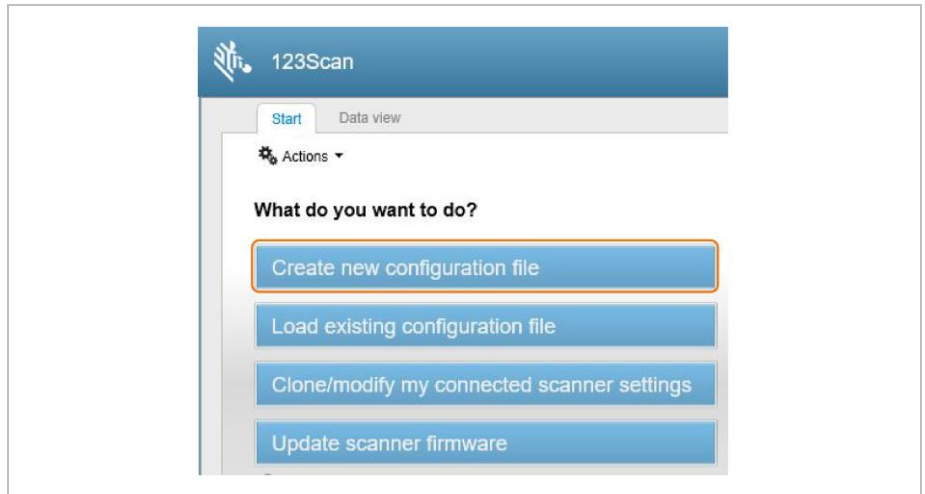 123Scan
Start Data view
Actions
What do you want to do?
Create new configuration file
Load existing configuration file
Clone/modify my connected scanner settings
Update scanner firmware